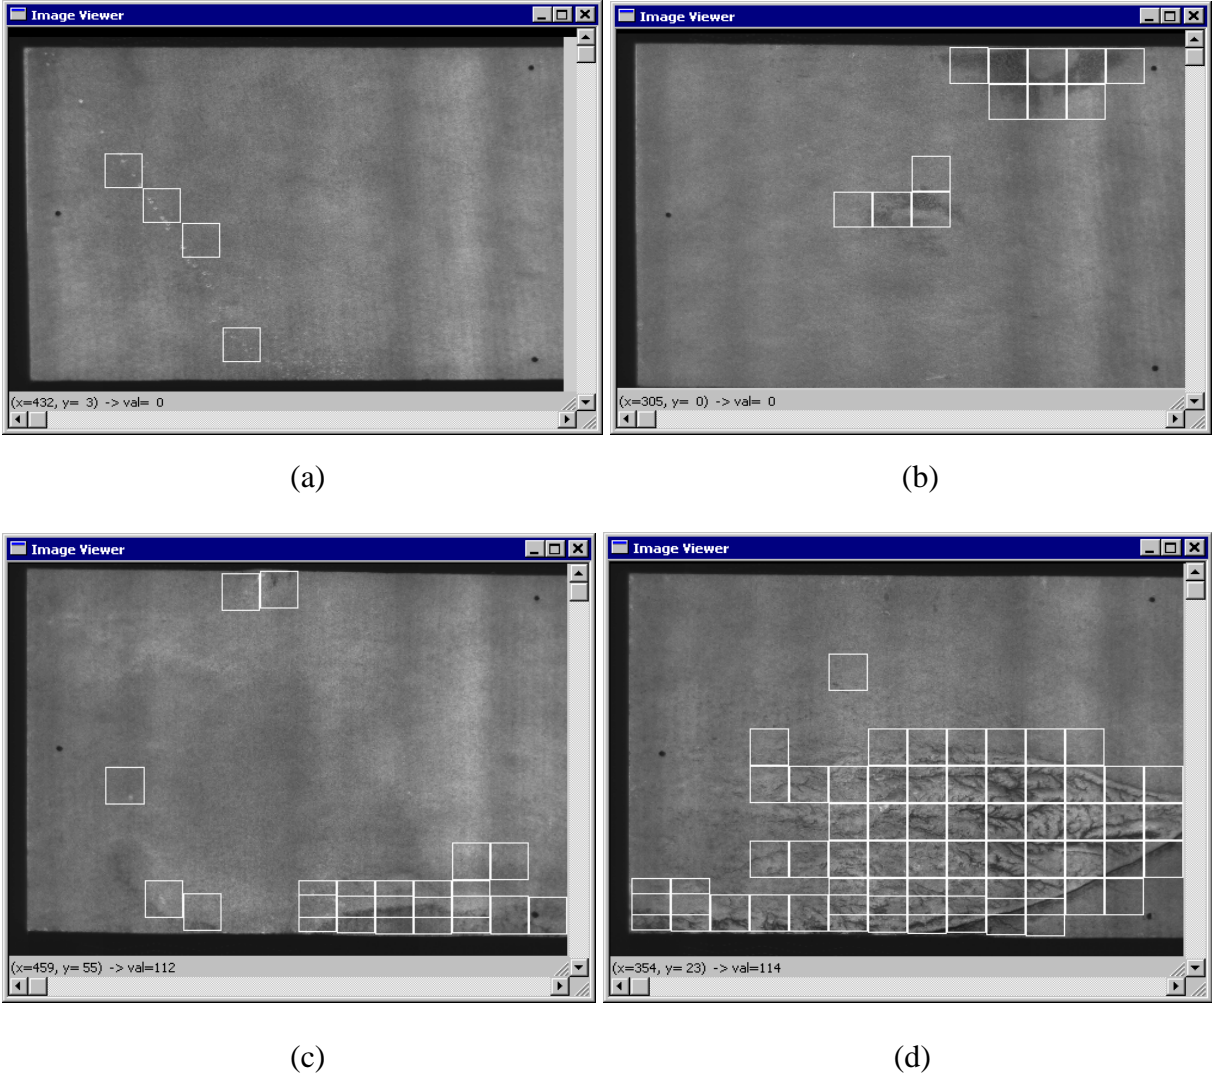 Image Viewer
Image Viewer
(x=432, y= 3) -> val= 0
(x=305, y= 0) -> val= 0
(a)
(b)
Image Viewer
Image Viewer
(x=459, y= 55) -> val=112
(x=354, y= 23) -> val=114
(c)
(d)